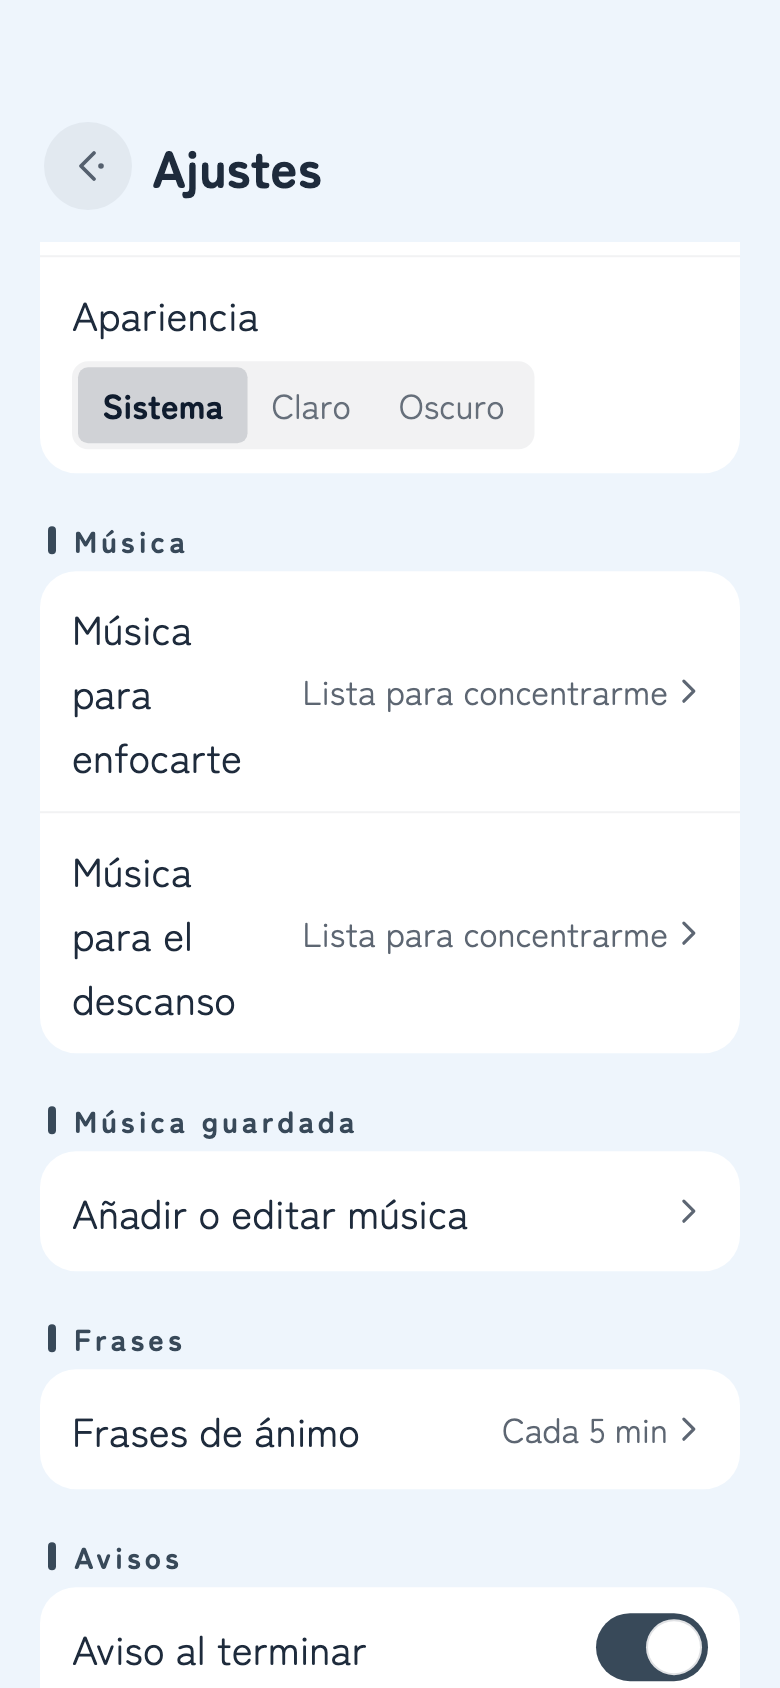 Ajustes
Apariencia
Sistema Claro Oscuro
Música
Música
para
enfocarte
Lista para concentrarme
Música
para el
descanso
Lista para concentrarme
Música guardada
Añadir o editar música
Frases
Frases de ánimo Cada 5 min
Avisos
Aviso al terminar